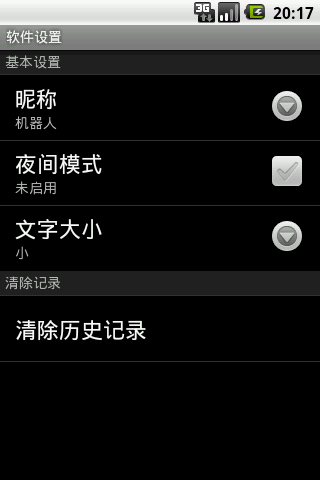 3G 20:17
软件设置
基本设置
昵称
机器人
夜间模式
未启用
文字大小
小
清除记录
清除历史记录